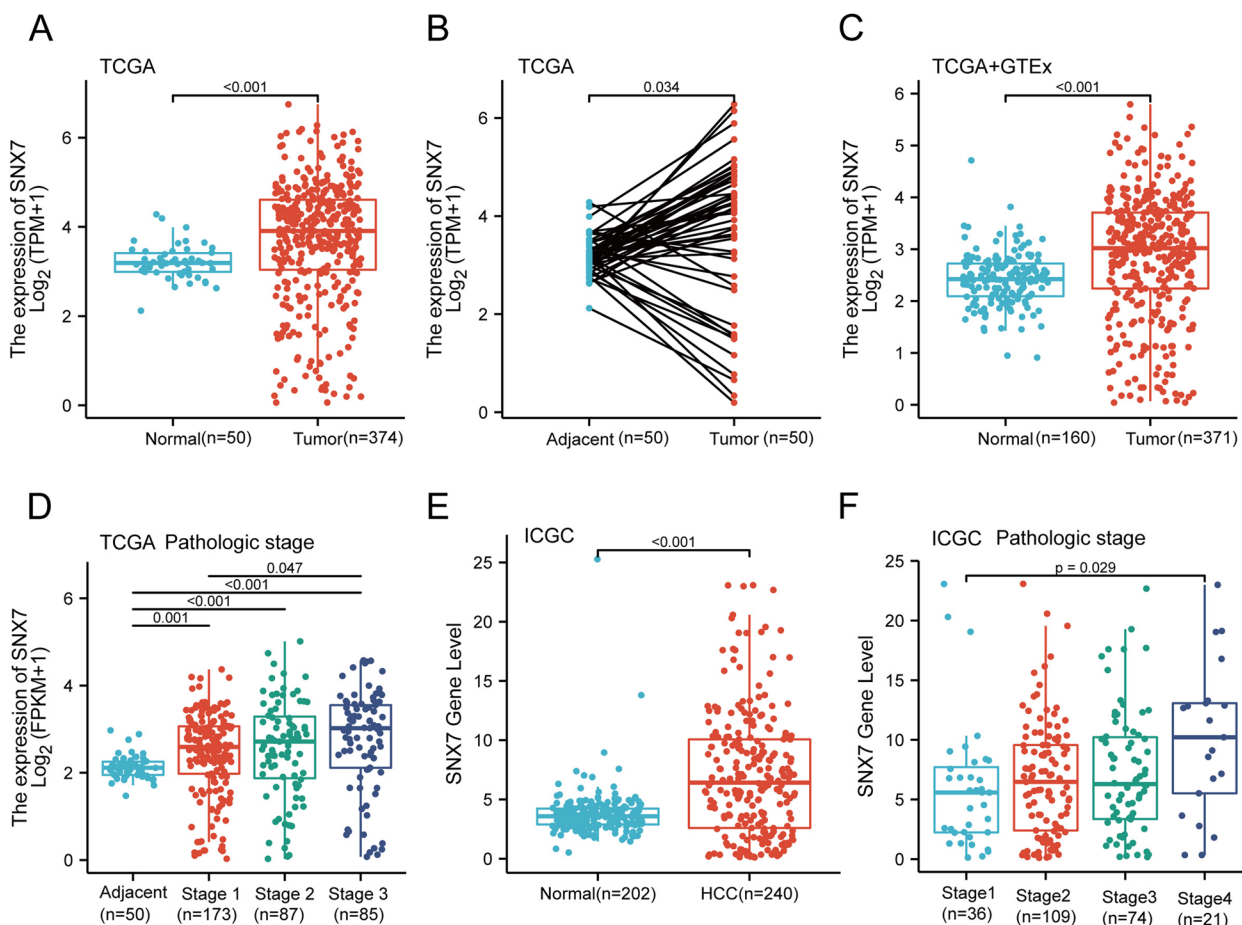 A
TCGA
<0.001
The expression of SNX7
Log2 (TPM+1)
6
4
2
0
Normal(n=50)
Tumor(n=374)
B
TCGA
0.034
The expression of SNX7
Log2 (TPM+1)
6
4
2
0
Adjacent (n=50)
Tumor (n=50)
C
TCGA+GTEx
<0.001
The expression of SNX7
Log2 (TPM+1)
6
5
4
3
2
1
0
Normal(n=160)
Tumor(n=371)
D
TCGA Pathologic stage
0.047
<0.001
<0.001
0.001
The expression of SNX7
Log2 (FPKM+1)
6
4
2
0
Adjacent
(n=50)
Stage 1
(n=173)
Stage 2
(n=87)
Stage 3
(n=85)
E
ICGC
<0.001
SNX7 Gene Level
25
20
15
10
5
0
Normal(n=202)
HCC(n=240)
F
ICGC Pathologic stage
p = 0.029
SNX7 Gene Level
25
20
15
10
5
0
Stage1
(n=36)
Stage2
(n=109)
Stage3
(n=74)
Stage4
(n=21)